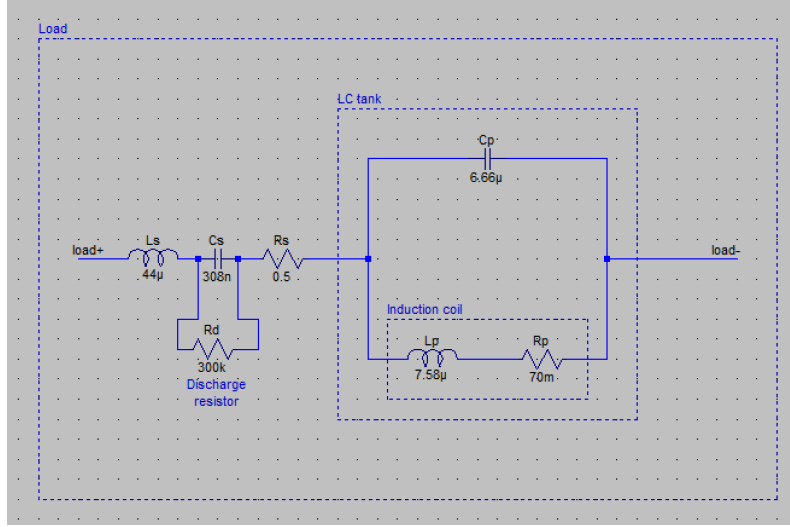 Load
LC tank
Cp
6.66µ
load+
Ls
44µ
Cs
308n
Rs
0.5
load-
Induction coil
Rd
300k
Discharge
resistor
Lp
7.58µ
Rp
70m